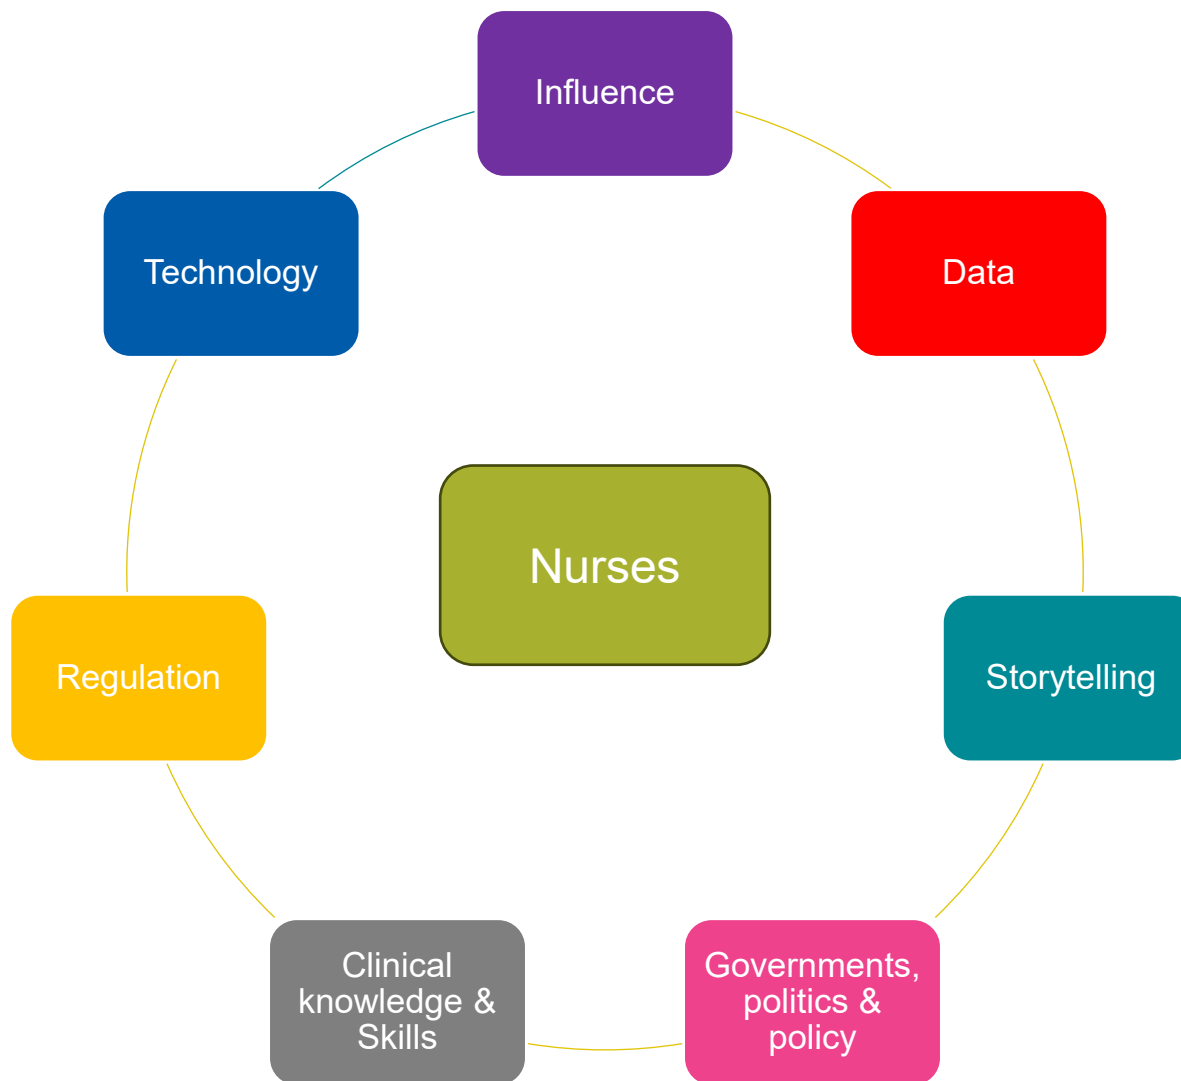 Influence
Technology
Data
Nurses
Regulation
Storytelling
Clinical
knowledge &
Skills
Governments,
politics &
policy